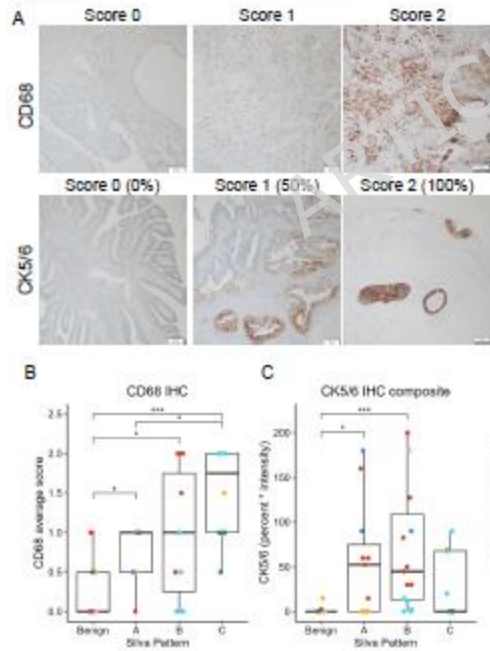 A
Score 0 Score 1 Score 2
CD68
ARTIC
Score 0 (0%) Score 1 (50%) Score 2 (100%)
CK5/6
B
CD68 IHC
***
*
*
*
CD68 average score
2.5
2.0
1.5
1.0
0.5
0.0
Benign A B C
Silva Pattern
C
CK5/6 IHC composite
***
*
CK5/6 (percent * intensity)
200
150
100
50
0
Benign A B C
Silva Pattern